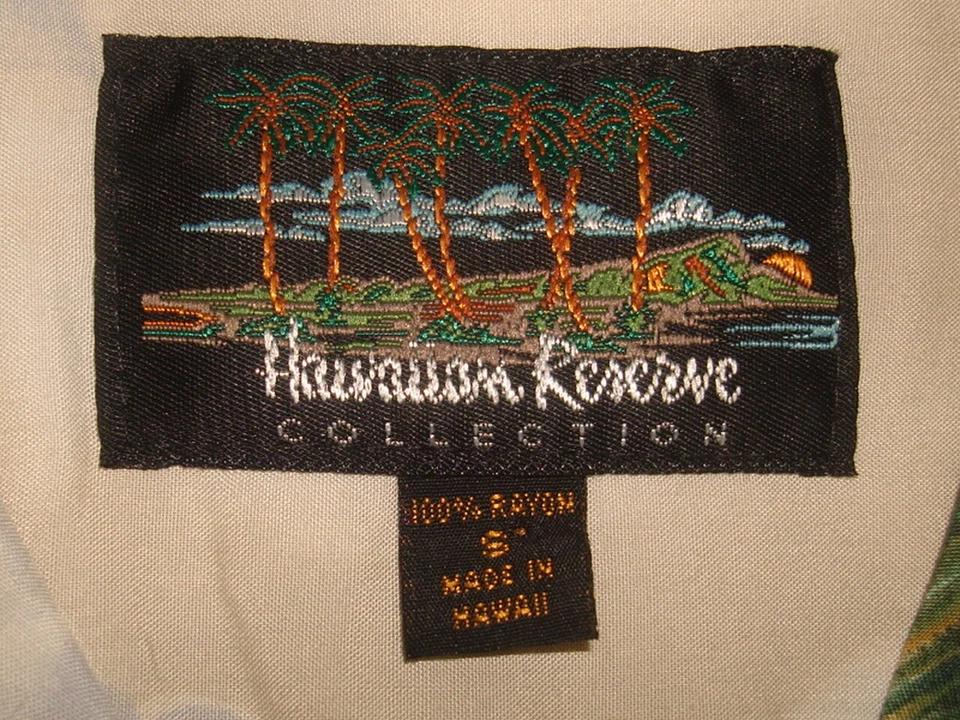 Hawaiian Reserve
COLLECTION
100% RAYON
S
MADE IN
HAWAII